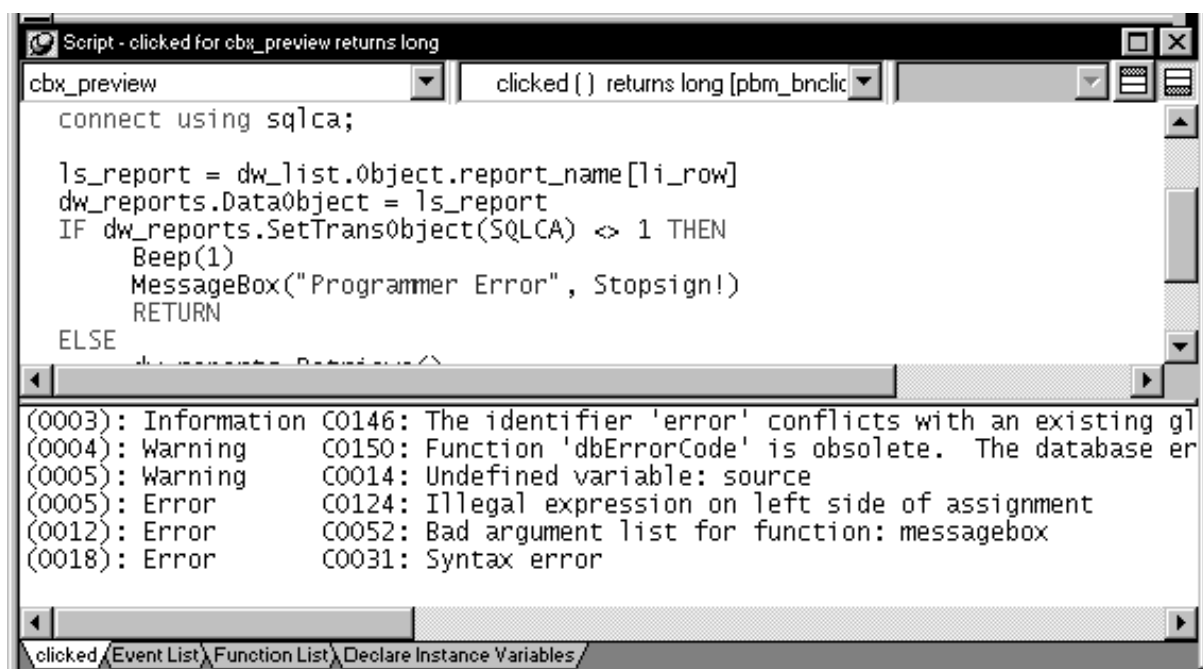 Script - clicked for cbx_preview returns long
cbx_preview
clicked ( ) returns long [pbm_bnclic
connect using sqlca;
ls_report = dw_list.Object.report_name[li_row]
dw_reports.DataObject = ls_report
IF dw_reports.SetTransObject(SQLCA) <> 1 THEN
Beep(1)
MessageBox("Programmer Error", Stopsign!)
RETURN
ELSE
(0003): Information C0146: The identifier 'error' conflicts with an existing gl
(0004): Warning C0150: Function 'dbErrorCode' is obsolete. The database er
(0005): Warning C0014: Undefined variable: source
(0005): Error C0124: Illegal expression on left side of assignment
(0012): Error C0052: Bad argument list for function: messagebox
(0018): Error C0031: Syntax error
clicked Event List Function List Declare Instance Variables